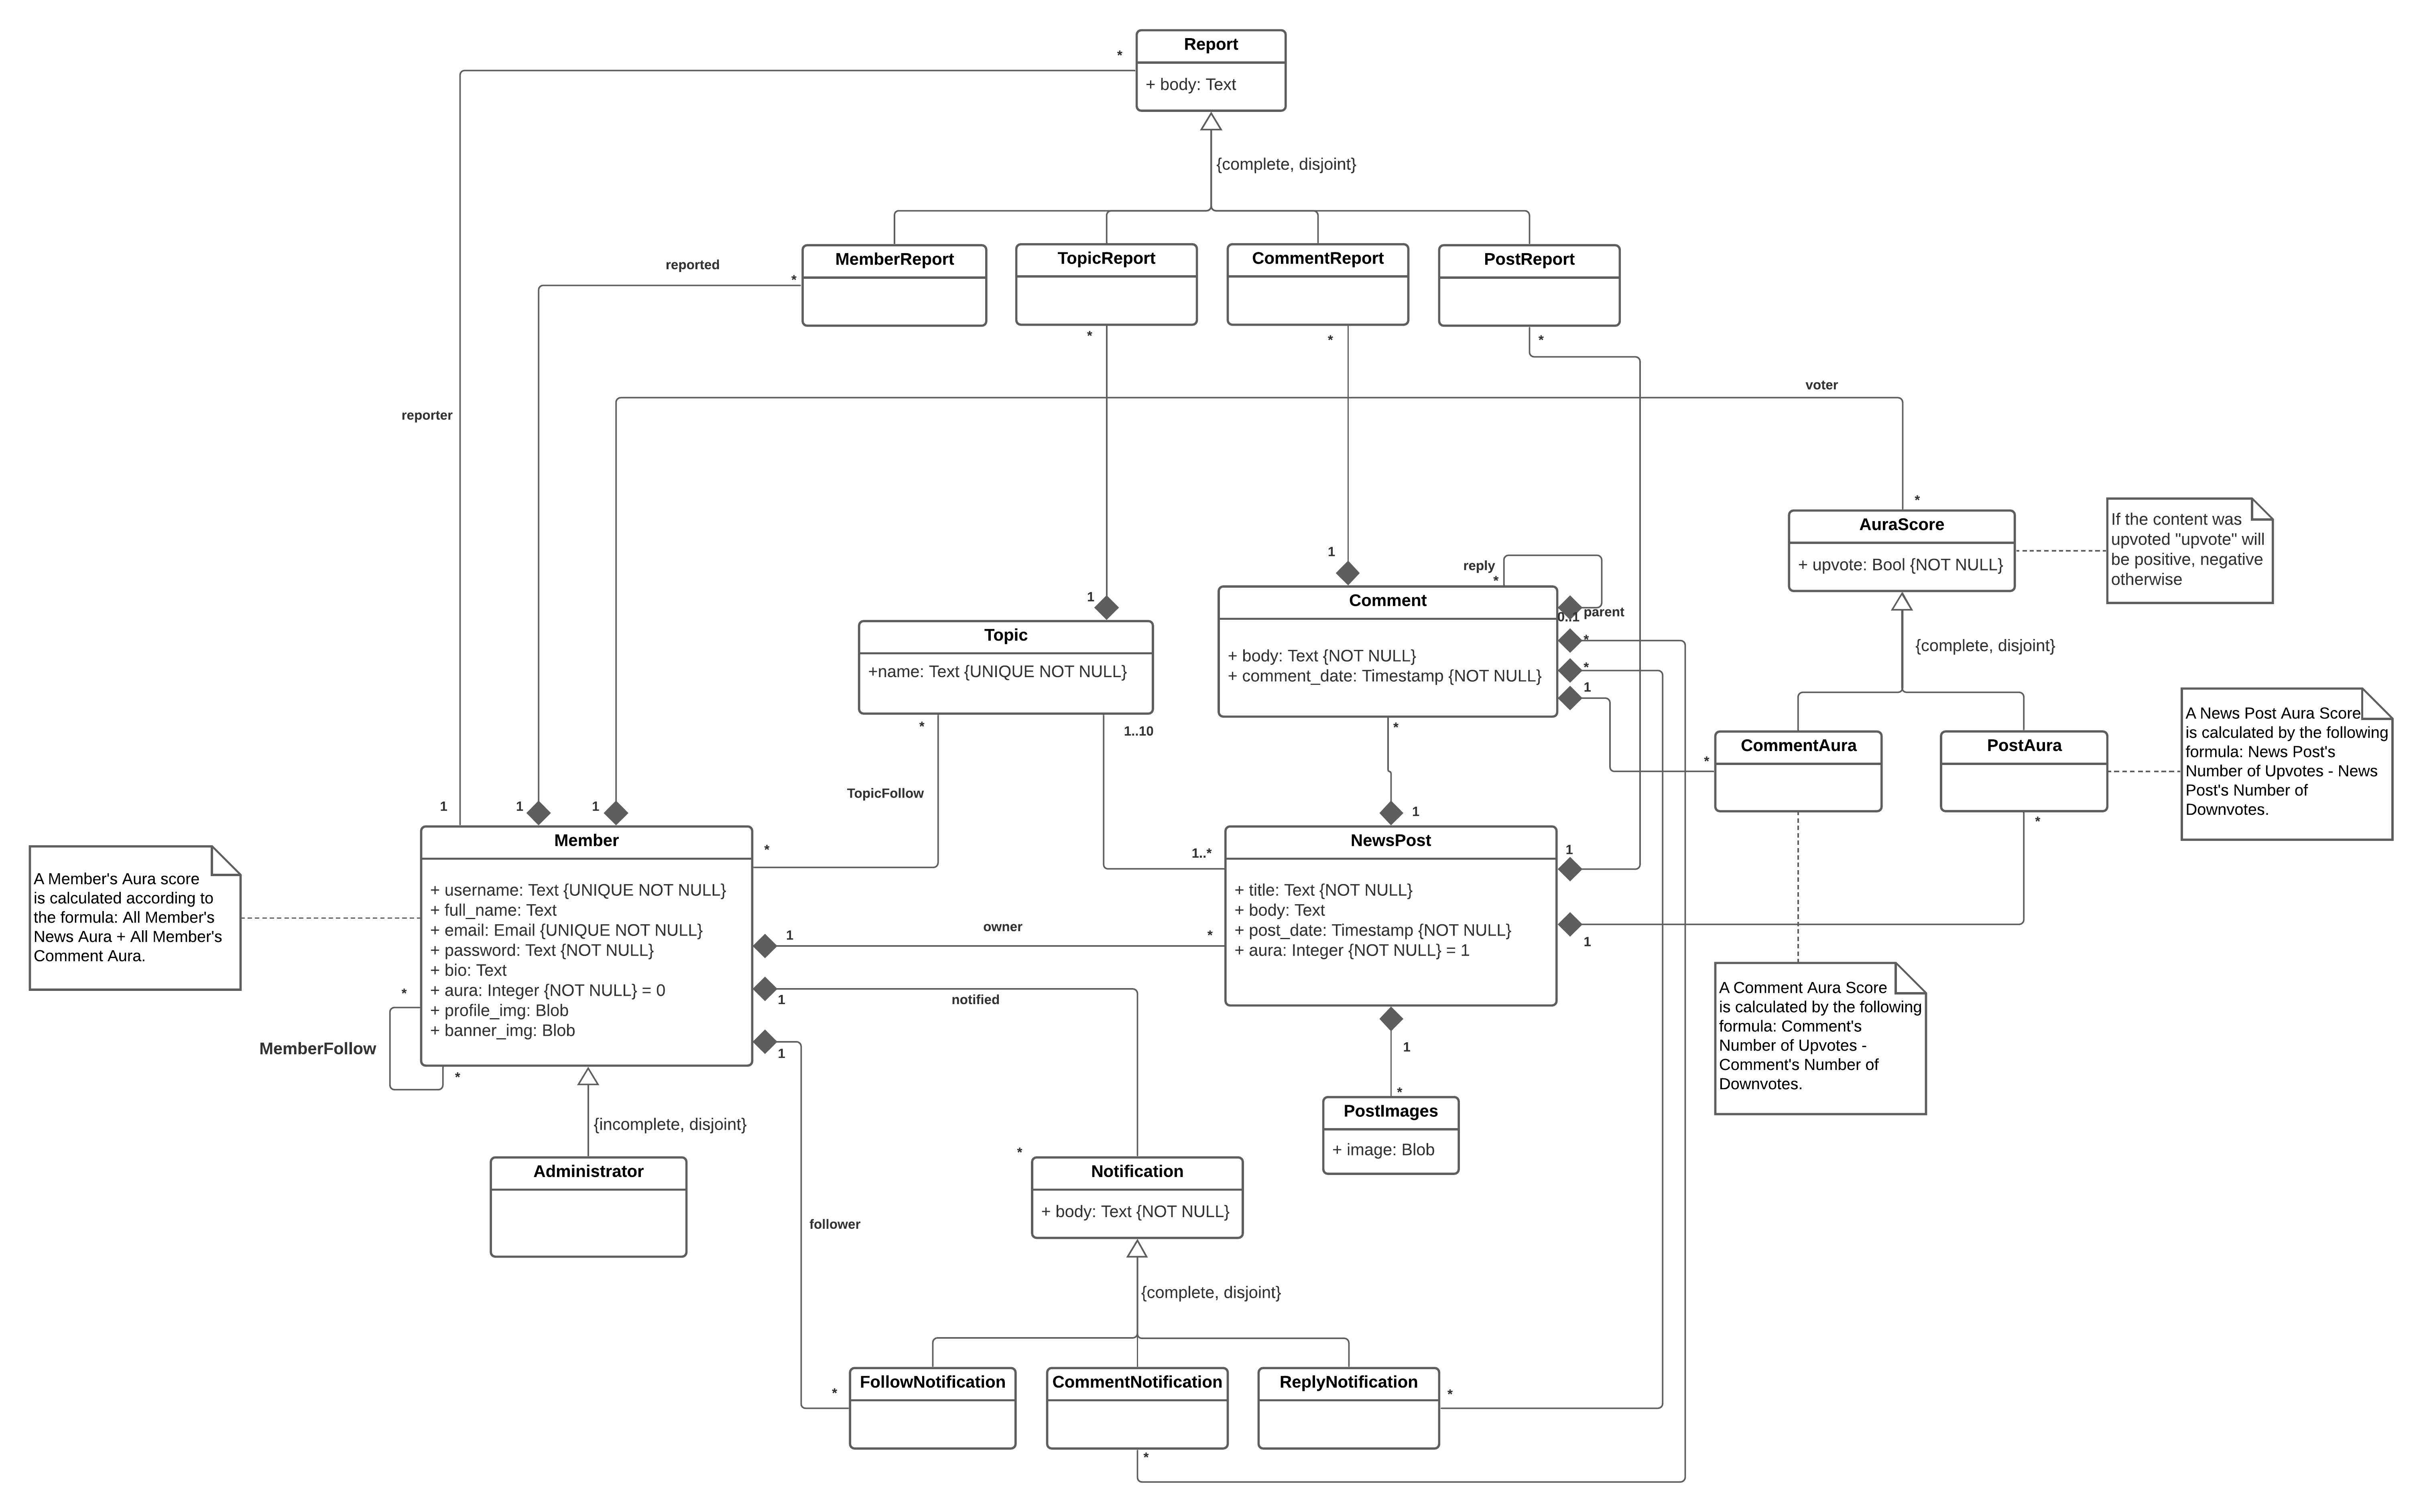 Report
*
+ body: Text
{complete, disjoint}
MemberReport
TopicReport
CommentReport
PostReport
reported
*
*
*
*
voter
reporter
*
AuraScore
+ upvote: Bool {NOT NULL}
If the content was
upvoted "upvote" will
be positive, negative
otherwise
1
1
reply
*
Comment
0..1
parent
*
*
1
+ body: Text {NOT NULL}
+ comment_date: Timestamp {NOT NULL}
Topic
+name: Text {UNIQUE NOT NULL}
{complete, disjoint}
*
1..10
*
CommentAura
*
PostAura
*
A News Post Aura Score
is calculated by the following
formula: News Post's
Number of Upvotes - News
Post's Number of
Downvotes.
TopicFollow
1
1
1
1
Member
*
+ username: Text {UNIQUE NOT NULL}
+ full_name: Text
+ email: Email {UNIQUE NOT NULL}
+ password: Text {NOT NULL}
+ bio: Text
+ aura: Integer {NOT NULL} = 0
+ profile_img: Blob
+ banner_img: Blob
A Member's Aura score
is calculated according to
the formula: All Member's
News Aura + All Member's
Comment Aura.
1..*
NewsPost
1
+ title: Text {NOT NULL}
+ body: Text
+ post_date: Timestamp {NOT NULL}
+ aura: Integer {NOT NULL} = 1
1
1
owner
*
1
notified
1
*
MemberFollow
*
A Comment Aura Score
is calculated by the following
formula: Comment's
Number of Upvotes -
Comment's Number of
Downvotes.
1
*
PostImages
+ image: Blob
{incomplete, disjoint}
Administrator
*
Notification
+ body: Text {NOT NULL}
follower
{complete, disjoint}
*
FollowNotification
CommentNotification
ReplyNotification
*
*